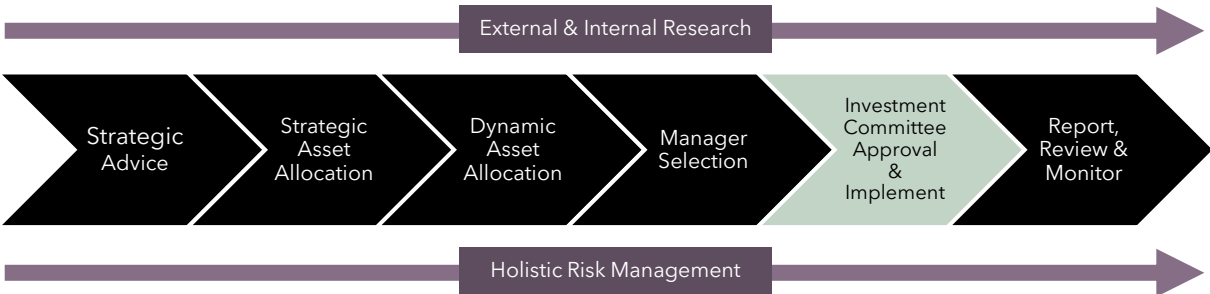 External & Internal Research
Strategic
Advice
Strategic
Asset
Allocation
Dynamic
Asset
Allocation
Manager
Selection
Investment
Committee
Approval
&
Implement
Report,
Review &
Monitor
Holistic Risk Management